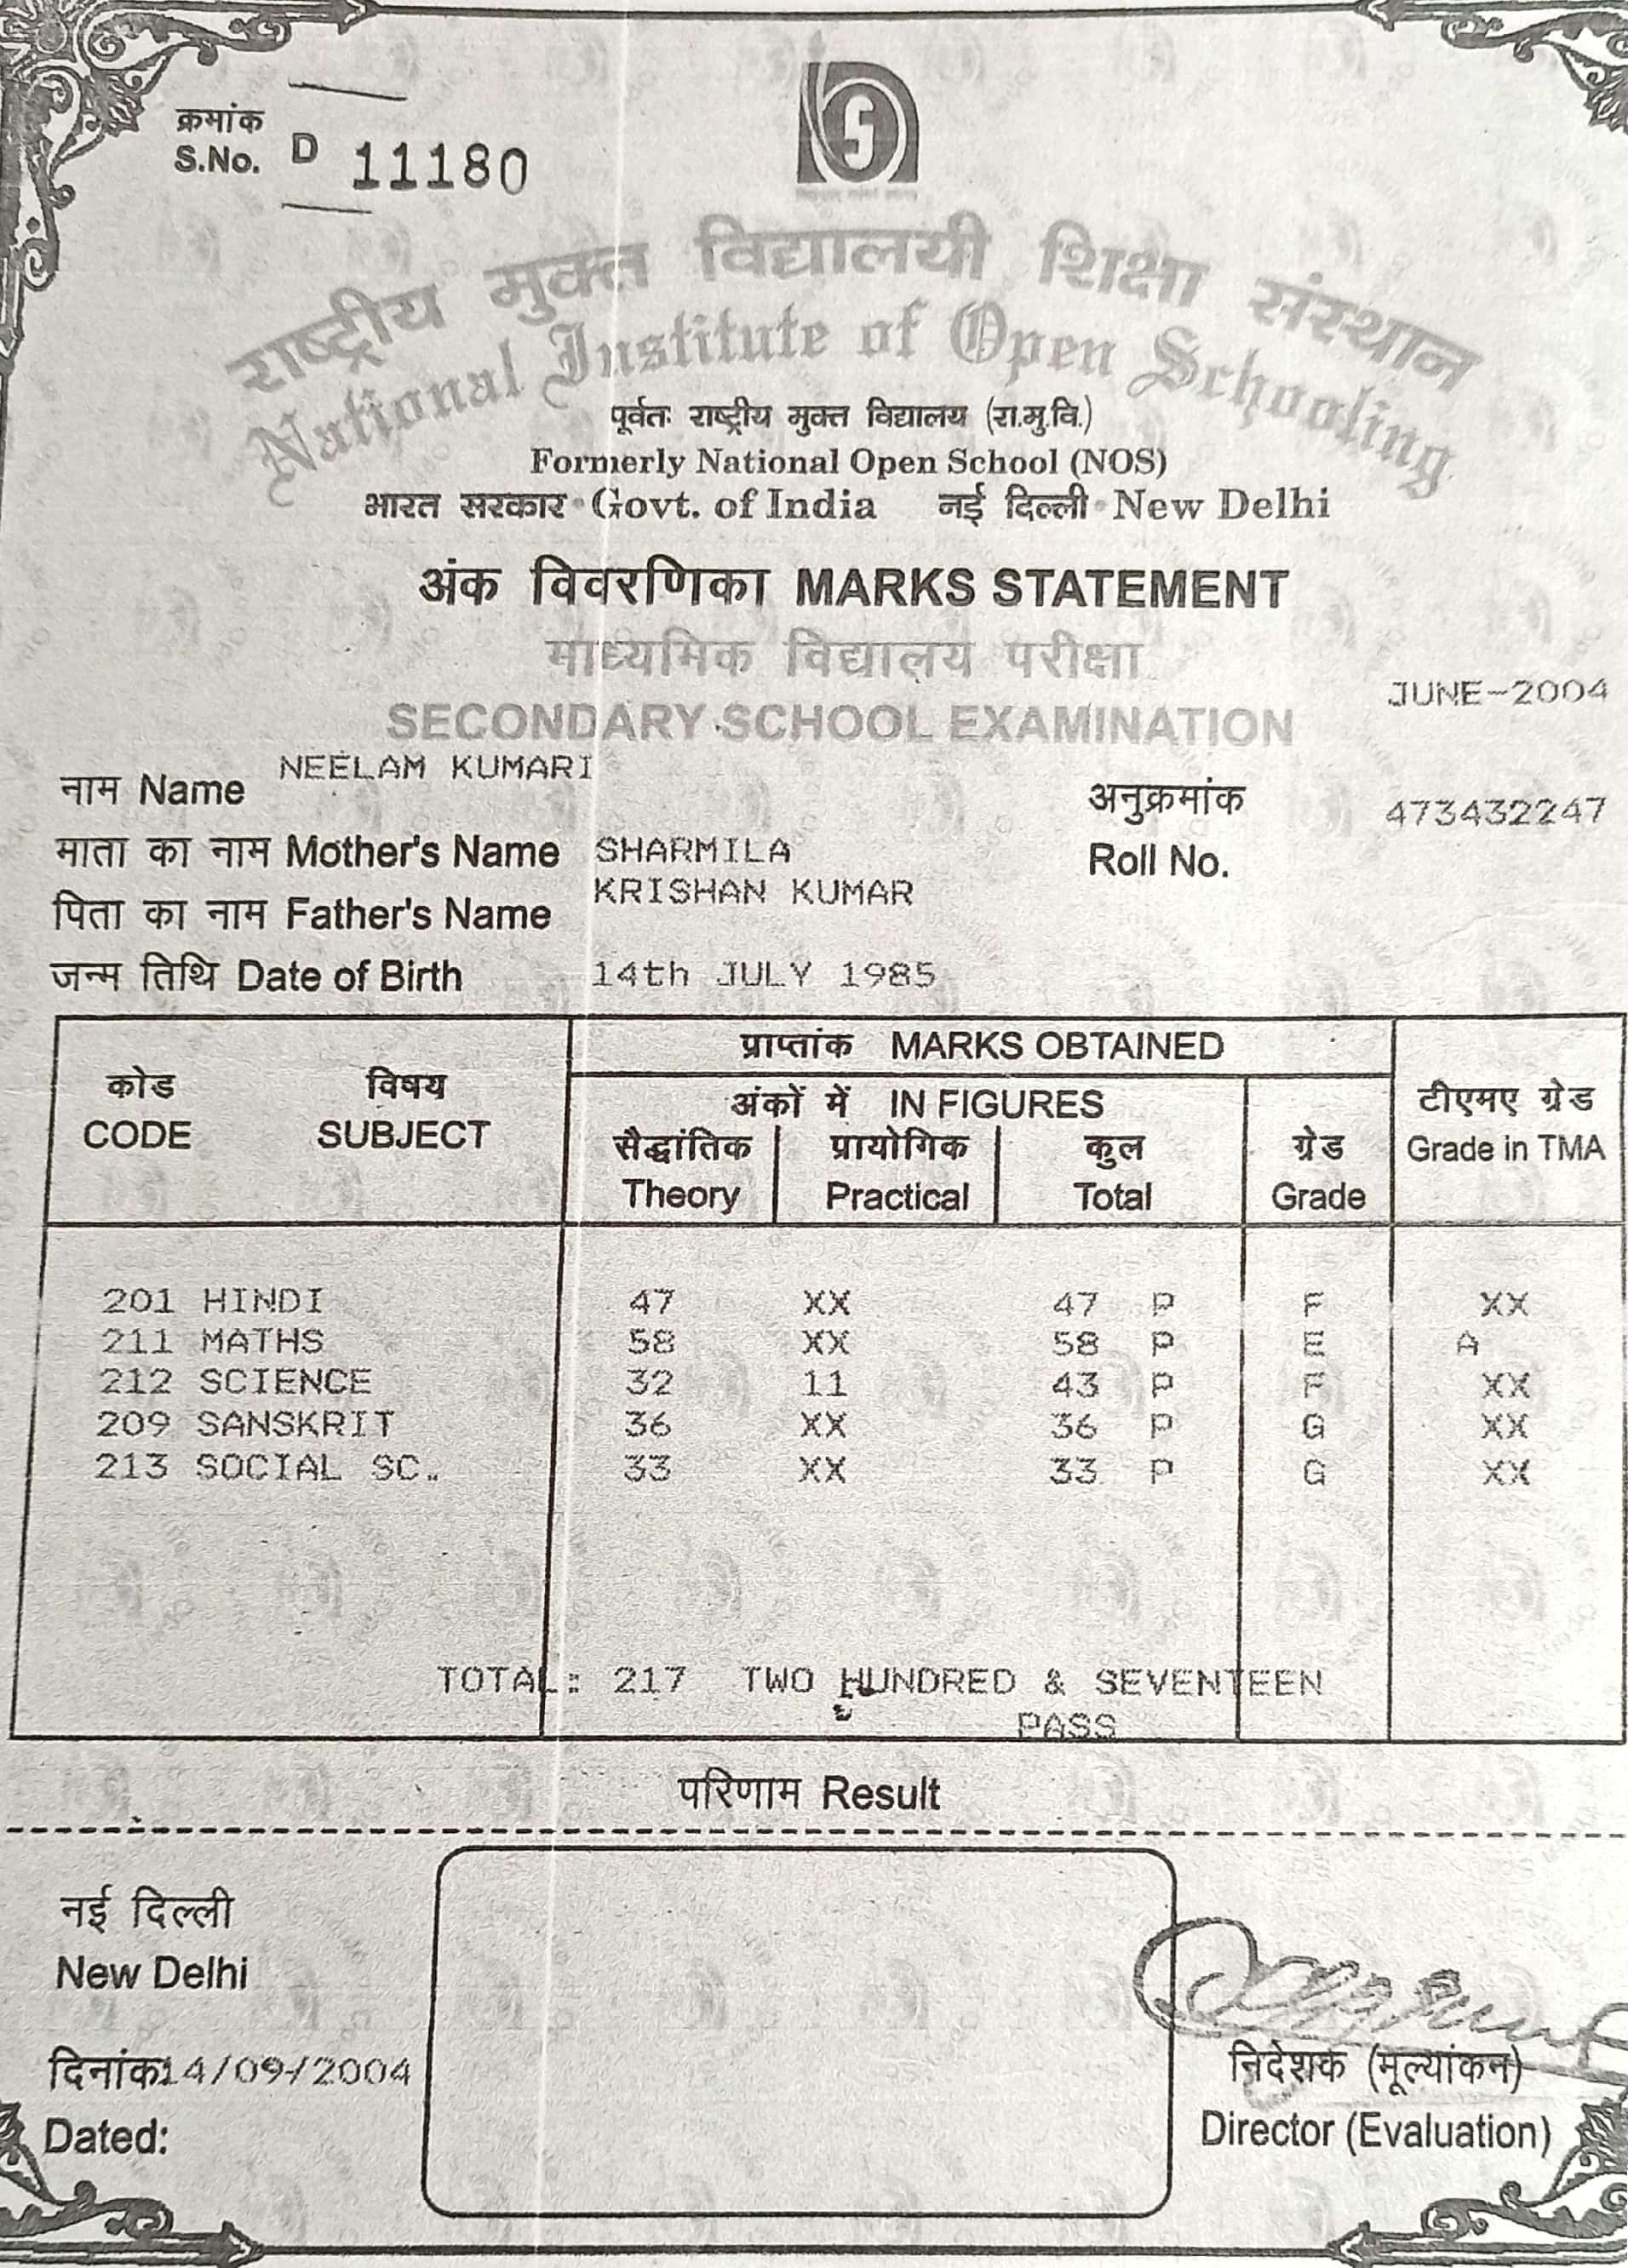 क्रमांक
S.No. D 11180
राष्ट्रीय मुक्त विद्यालयी शिक्षा संस्थान
National Institute of Open Schooling
पूर्वतः राष्ट्रीय मुक्त विद्यालय (रा.मु.वि.)
Formerly National Open School (NOS)
भारत सरकार • Govt. of India नई दिल्ली • New Delhi
अंक विवरणिका MARKS STATEMENT
माध्यमिक विद्यालय परीक्षा
JUNE-2004
SECONDARY SCHOOL EXAMINATION
नाम Name NEELAM KUMARI
अनुक्रमांक 473432247
Roll No.
माता का नाम Mother's Name SHARMILA
पिता का नाम Father's Name KRISHAN KUMAR
जन्म तिथि Date of Birth 14th JULY 1985
प्राप्तांक MARKS OBTAINED
कोड विषय अंकों में IN FIGURES टीएमए ग्रेड
CODE SUBJECT सैद्धांतिक प्रायोगिक कुल ग्रेड Grade in TMA
Theory Practical Total Grade
201 HINDI 47 XX 47 P F XX
211 MATHS 58 XX 58 P E A
212 SCIENCE 32 11 43 P F XX
209 SANSKRIT 36 XX 36 P G XX
213 SOCIAL SC. 33 XX 33 P G XX
TOTAL: 217 TWO HUNDRED & SEVENTEEN
PASS
परिणाम Result
नई दिल्ली
New Delhi
दिनांक 14/09/2004
Dated:
निदेशक (मूल्यांकन)
Director (Evaluation)